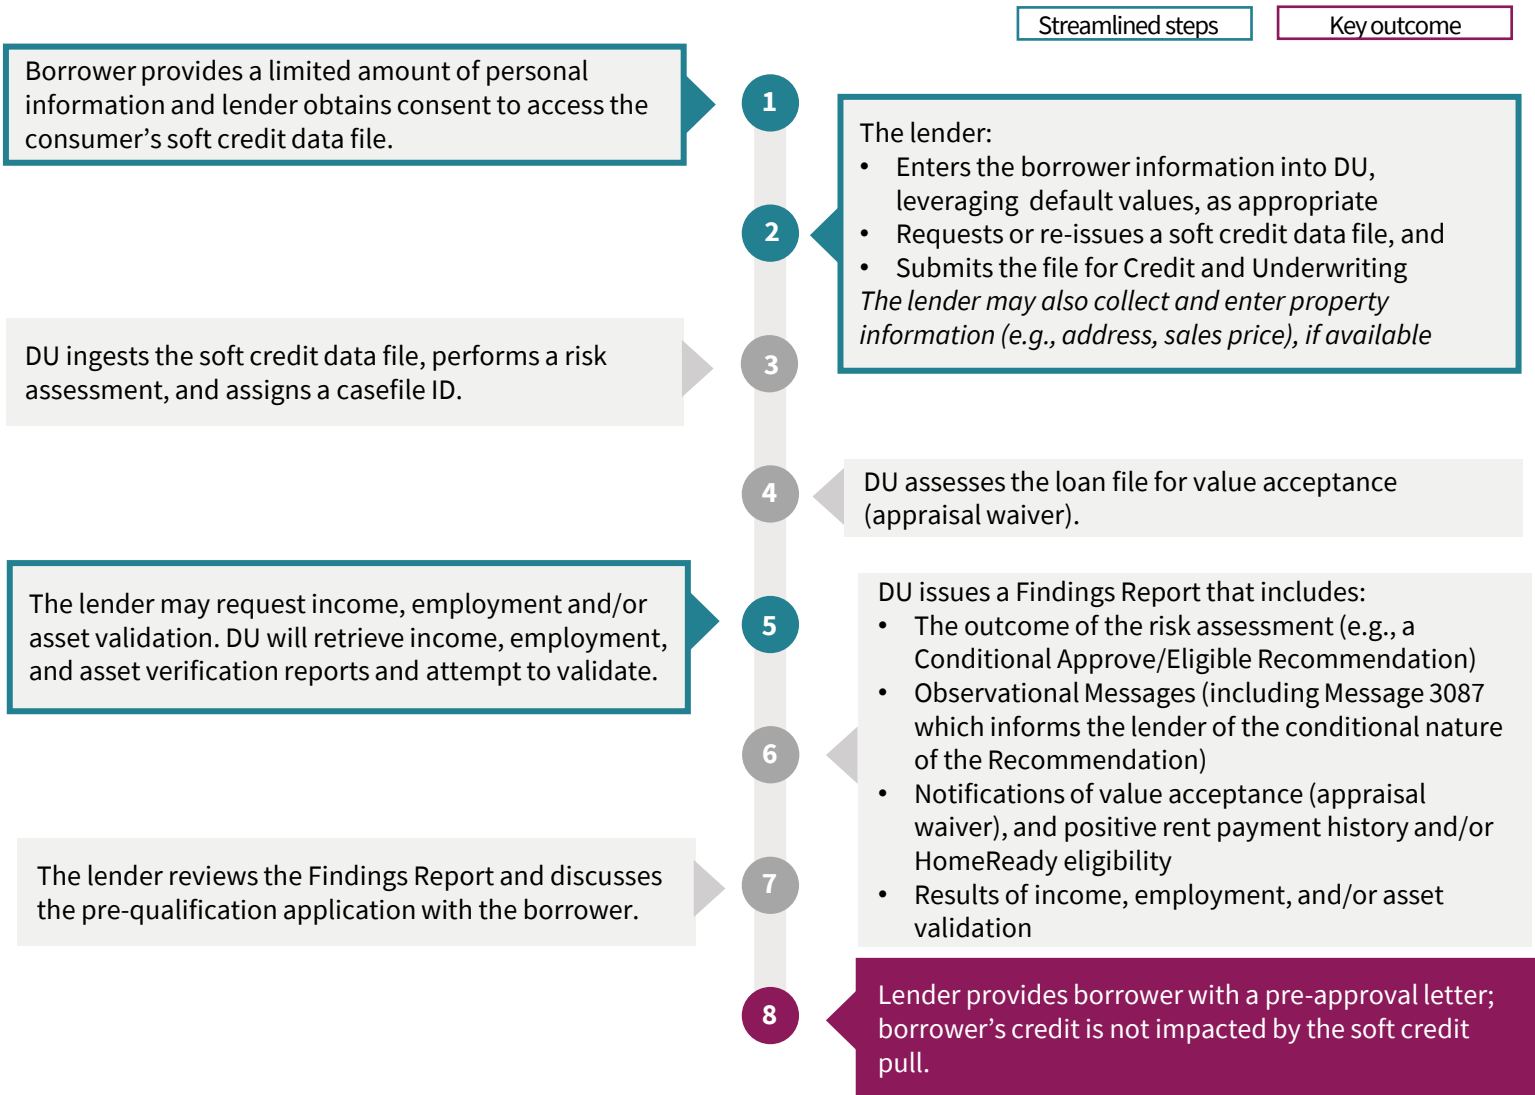 Streamlined steps
Key outcome
Borrower provides a limited amount of personal
information and lender obtains consent to access the
consumer’s soft credit data file.
1
The lender:
• Enters the borrower information into DU,
leveraging default values, as appropriate
• Requests or re-issues a soft credit data file, and
• Submits the file for Credit and Underwriting
The lender may also collect and enter property
information (e.g., address, sales price), if available
2
DU ingests the soft credit data file, performs a risk
assessment, and assigns a casefile ID.
3
4
DU assesses the loan file for value acceptance
(appraisal waiver).
The lender may request income, employment and/or
asset validation. DU will retrieve income, employment,
and asset verification reports and attempt to validate.
5
DU issues a Findings Report that includes:
• The outcome of the risk assessment (e.g., a
Conditional Approve/Eligible Recommendation)
• Observational Messages (including Message 3087
which informs the lender of the conditional nature
of the Recommendation)
• Notifications of value acceptance (appraisal
waiver), and positive rent payment history and/or
HomeReady eligibility
• Results of income, employment, and/or asset
validation
6
The lender reviews the Findings Report and discusses
the pre-qualification application with the borrower.
7
8
Lender provides borrower with a pre-approval letter;
borrower’s credit is not impacted by the soft credit
pull.